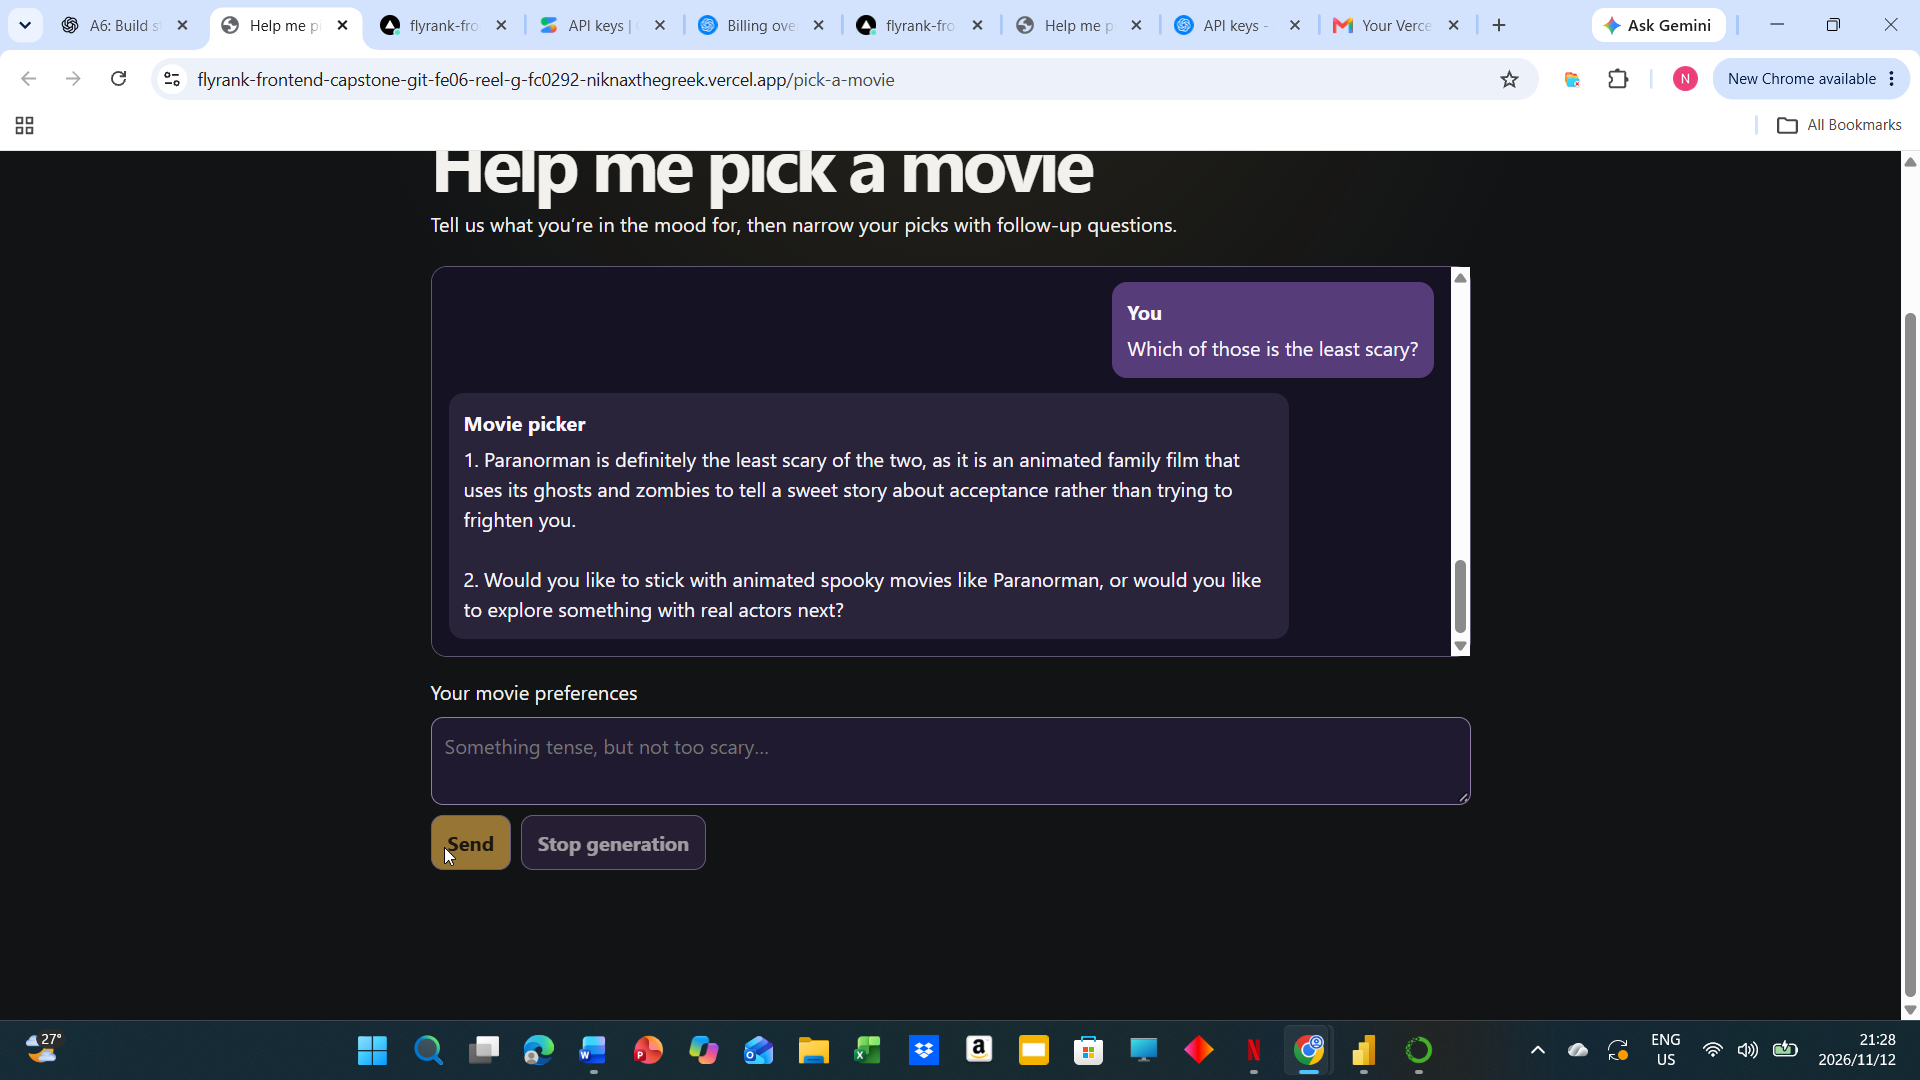 A6: Build s
Help me pi
flyrank-fro
API keys |
Billing ove
flyrank-fro
Help me p
API keys -
Your Verce
Ask Gemini
flyrank-frontend-capstone-git-fe06-reel-g-fc0292-niknaxthegreek.vercel.app/pick-a-movie
N
New Chrome available
All Bookmarks
Help me pick a movie
Tell us what you’re in the mood for, then narrow your picks with follow-up questions.
You
Which of those is the least scary?
Movie picker
1. Paranorman is definitely the least scary of the two, as it is an animated family film that
uses its ghosts and zombies to tell a sweet story about acceptance rather than trying to
frighten you.
2. Would you like to stick with animated spooky movies like Paranorman, or would you like
to explore something with real actors next?
Your movie preferences
Something tense, but not too scary...
Send
Stop generation
27°
ENG
US
21:28
2026/11/12